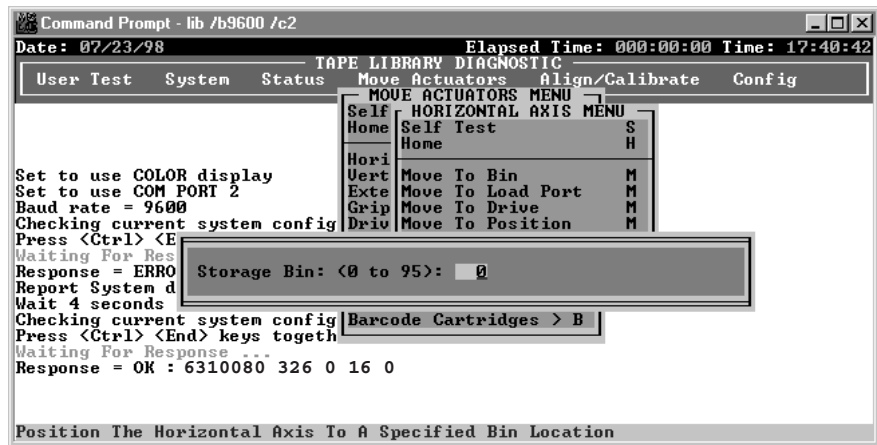 Command Prompt - lib /b9600 /c2
Date: 07/23/98 Elapsed Time: 000:00:00 Time: 17:40:42
TAPE LIBRARY DIAGNOSTIC
User Test System Status Move Actuators Align/Calibrate Config
MOVE ACTUATORS MENU
Self HORIZONTAL AXIS MENU
Home Self Test S
Home H
Hori
Set to use COLOR display Vert Move To Bin M
Set to use COM PORT 2 Exte Move To Load Port M
Baud rate = 9600 Grip Move To Drive M
Checking current system config Driv Move To Position M
Press <Ctrl> <E
Waiting For Res
Response = ERRO Storage Bin: (0 to 95): 0
Report System d
Wait 4 seconds
Checking current system config Barcode Cartridges > B
Press <Ctrl> <End> keys togeth
Waiting For Response ...
Response = OK : 6310080 326 0 16 0
Position The Horizontal Axis To A Specified Bin Location